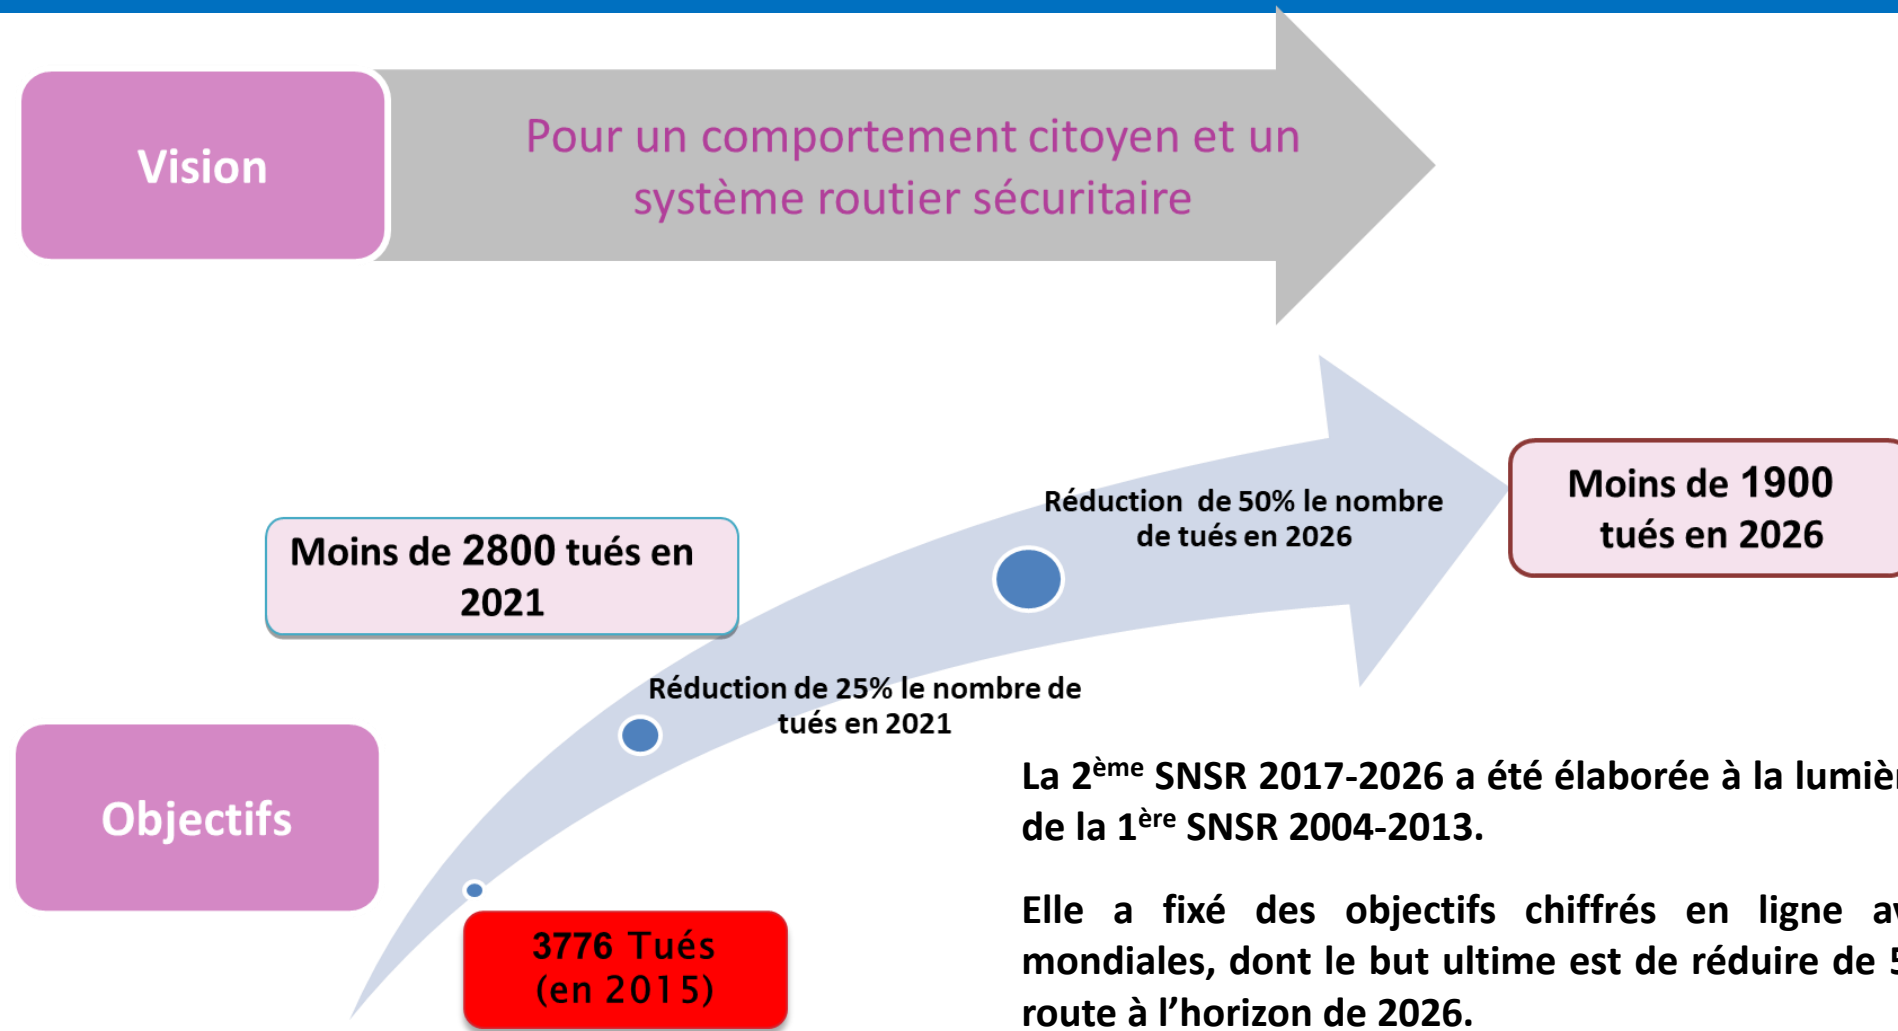 Vision
Pour un comportement citoyen et un
système routier sécuritaire
Moins de 1900
tués en 2026
Réduction de 50% le nombre
de tués en 2026
Moins de 2800 tués en
2021
Réduction de 25% le nombre de
tués en 2021
Objectifs
3776 Tués
(en 2015)
La 2ème SNSR 2017-2026 a été élaborée à la
de la 1ère SNSR 2004-2013.
Elle a fixé des objectifs chiffrés en ligne
mondiales, dont le but ultime est de réduire de
route à l’horizon de 2026.